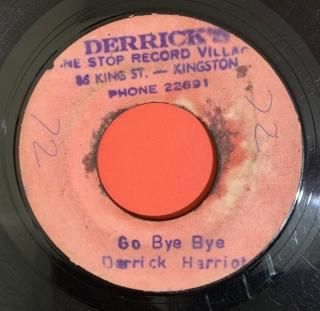 DERRICK'S
ONE STOP RECORD VILLAG
86 KING ST. — KINGSTON
PHONE 22691
72
72
Go Bye Bye
Derrick Harriot